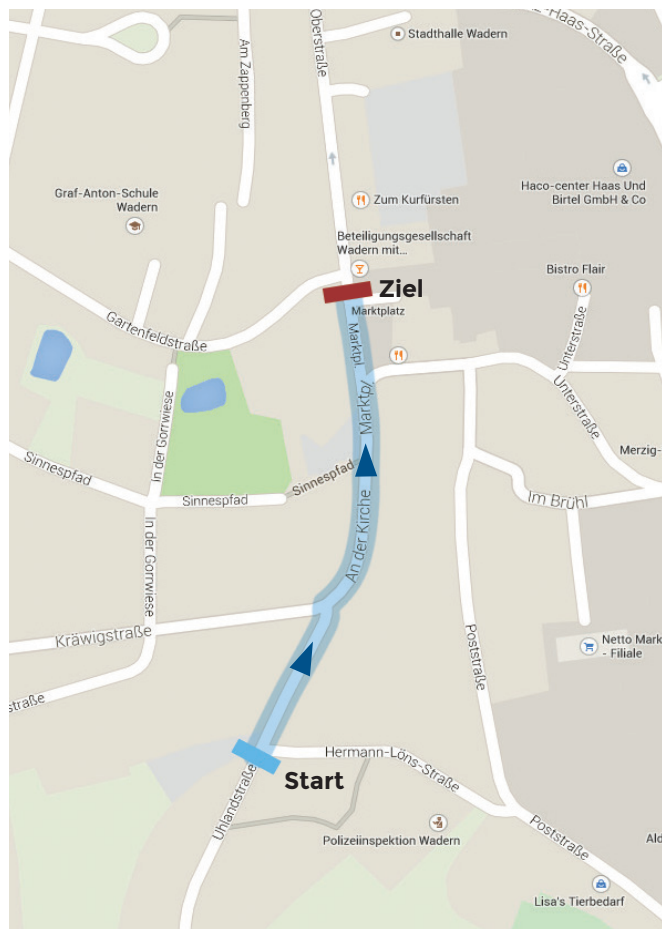 Oberstraße
Stadthalle Wadern
-Haas-Straße
Am Zappenberg
Graf-Anton-Schule
Wadern
Zum Kurfürsten
Haco-center Haas Und
Birtel GmbH & Co
Beteiligungsgesellschaft
Wadern mit...
Bistro Flair
Ziel
Marktplatz
Gartenfeldstraße
Marktpl.
Unterstraße
Marktpl.
Unterstraße
In der Gorrwiese
Sinnespfad
Sinnespfad
Merzig-
Sinnespfad
Im Brühl
An der Kirche
In der Gorrwiese
Kräwigstraße
Poststraße
Netto Mark
- Filiale
straße
Start
Hermann-Löns-Straße
Uhlandstraße
Polizeiinspektion Wadern
Poststraße
Ald
Lisa's Tierbedarf